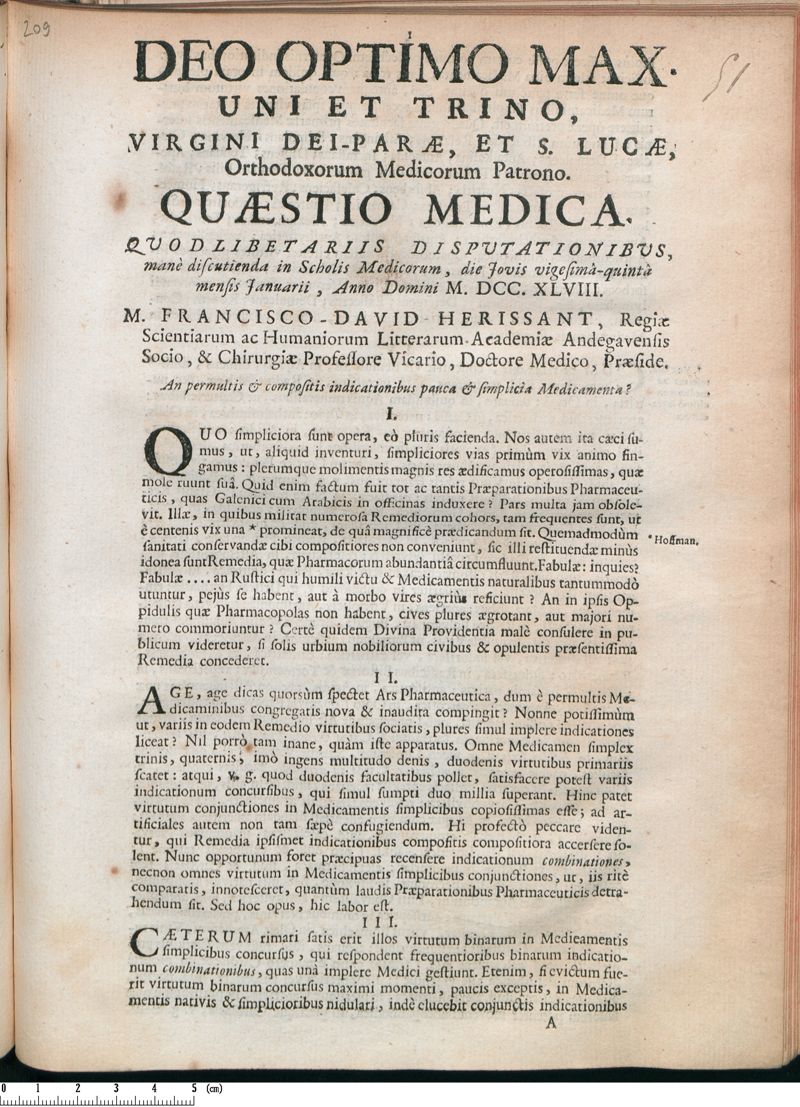 209
51
DEO OPTIMO MAX.
UNI ET TRINO,
VIRGINI DEI-PARÆ, ET S. LUCÆ,
Orthodoxorum Medicorum Patrono.
QUÆSTIO MEDICA.
QUODLIBETARIIS DISPUTATIONIBUS,
manè diſcutienda in Scholis Medicorum, die Jovis vigeſimâ-quintâ
menſis Januarii, Anno Domini M. DCC. XLVIII.
M. FRANCISCO-DAVID HERISSANT, Regiæ
Scientiarum ac Humaniorum Litterarum Academiæ Andegavenſis
Socio, & Chirurgiæ Profeſſore Vicario, Doctore Medico, Præſide.
An permultis & compoſitis indicationibus pauca & ſimplicia Medicamenta?
I.
QUO ſimpliciora ſunt opera, eò pluris facienda. Nos autem ita cæci ſu-
mus, ut, aliquid inventuri, ſimpliciores vias primùm vix animo fin-
gamus: plerumque molimentis magnis res ædificamus operoſiſſimas, quæ
mole ruunt ſuâ. Quid enim factum fuit tot ac tantis Præparationibus Pharmaceu-
ticis, quas Galenici cum Arabicis in officinas induxere? Pars multa jam obſole-
vit. Illæ, in quibus militat numeroſa Remediorum cohors, tam frequentes ſunt, ut
è centenis vix una * promineat, de quâ magnificè prædicandum ſit. Quemadmodùm
ſanitati conſervandæ cibi compoſitiores non conveniunt, ſic illi reſtituendæ minùs
idonea ſunt Remedia, quæ Pharmacorum abundantiâ circumfluunt. Fabulæ: inquies?
Fabulæ .... an Ruſtici qui humili victu & Medicamentis naturalibus tantummodò
utuntur, pejùs ſe habent, aut à morbo vires ægriùs reficiunt? An in ipſis Op-
pidulis quæ Pharmacopolas non habent, cives plures ægrotant, aut majori nu-
mero commoriuntur? Certè quidem Divina Providentia malè conſulere in pu-
blicum videretur, ſi ſolis urbium nobiliorum civibus & opulentis præſentiſſima
Remedia concederet.
* Hoffman.
II.
AGE, age dicas quorsùm ſpectet Ars Pharmaceutica, dum è permultis Me-
dicaminibus congregatis nova & inaudita compingit? Nonne potiſſimùm
ut, variis in eodem Remedio virtutibus ſociatis, plures ſimul implere indicationes
liceat? Nil porrò tam inane, quàm iſte apparatus. Omne Medicamen ſimplex
trinis, quaternis, imò ingens multitudo denis, duodenis virtutibus primariis
ſcatet: atqui, v. g. quod duodenis facultatibus pollet, ſatisfacere poteſt variis
indicationum concurſibus, qui ſimul ſumpti duo millia ſuperant. Hinc patet
virtutum conjunctiones in Medicamentis ſimplicibus copioſiſſimas eſſe; ad ar-
tificiales autem non tam ſæpè confugiendum. Hi profectò peccare viden-
tur, qui Remedia ipſiſmet indicationibus compoſitis compoſitiora accerſere ſo-
lent. Nunc opportunum foret præcipuas recenſere indicationum combinationes,
necnon omnes virtutum in Medicamentis ſimplicibus conjunctiones, ut, iis ritè
comparatis, innoteſceret, quantùm laudis Præparationibus Pharmaceuticis detra-
hendum ſit. Sed hoc opus, hic labor eſt.
III.
CÆTERUM rimari ſatis erit illos virtutum binarum in Medicamentis
ſimplicibus concurſus, qui reſpondent frequentioribus binarum indicatio-
num combinationibus, quas unà implere Medici geſtiunt. Etenim, ſi evictum fue-
rit virtutum binarum concurſus maximi momenti, paucis exceptis, in Medica-
mentis nativis & ſimplicioribus nidulari, indè elucebit conjunctis indicationibus
A
0 1 2 3 4 5 (cm)